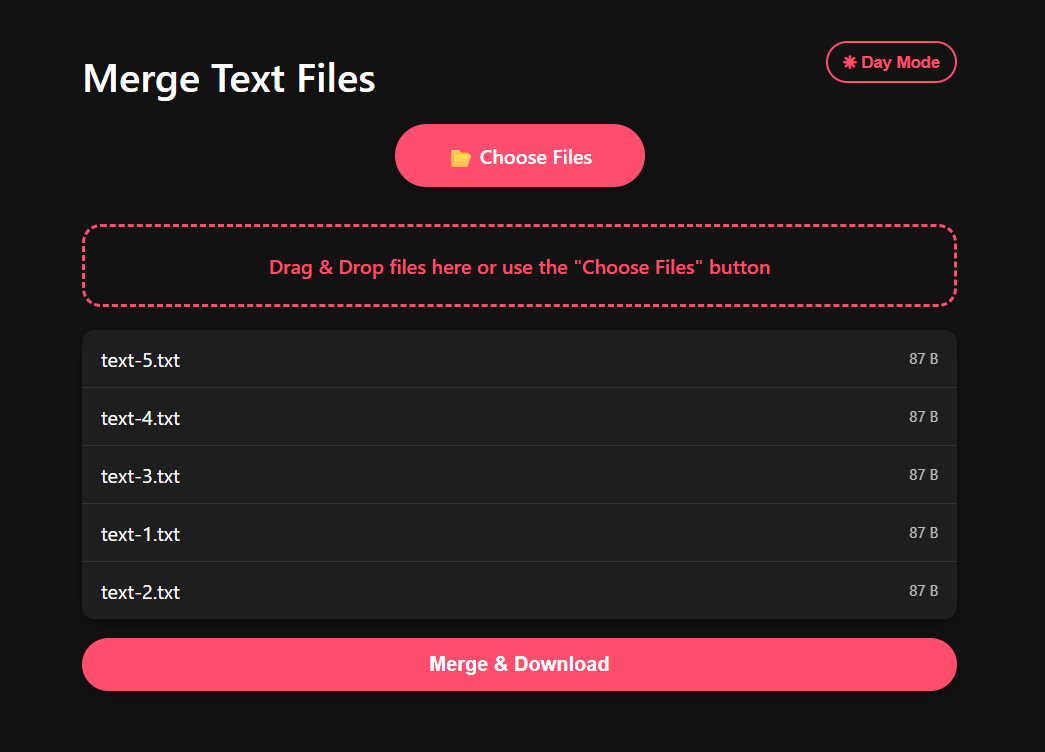 Merge Text Files
☀ Day Mode
📂 Choose Files
Drag & Drop files here or use the "Choose Files" button
text-5.txt 87 B
text-4.txt 87 B
text-3.txt 87 B
text-1.txt 87 B
text-2.txt 87 B
Merge & Download